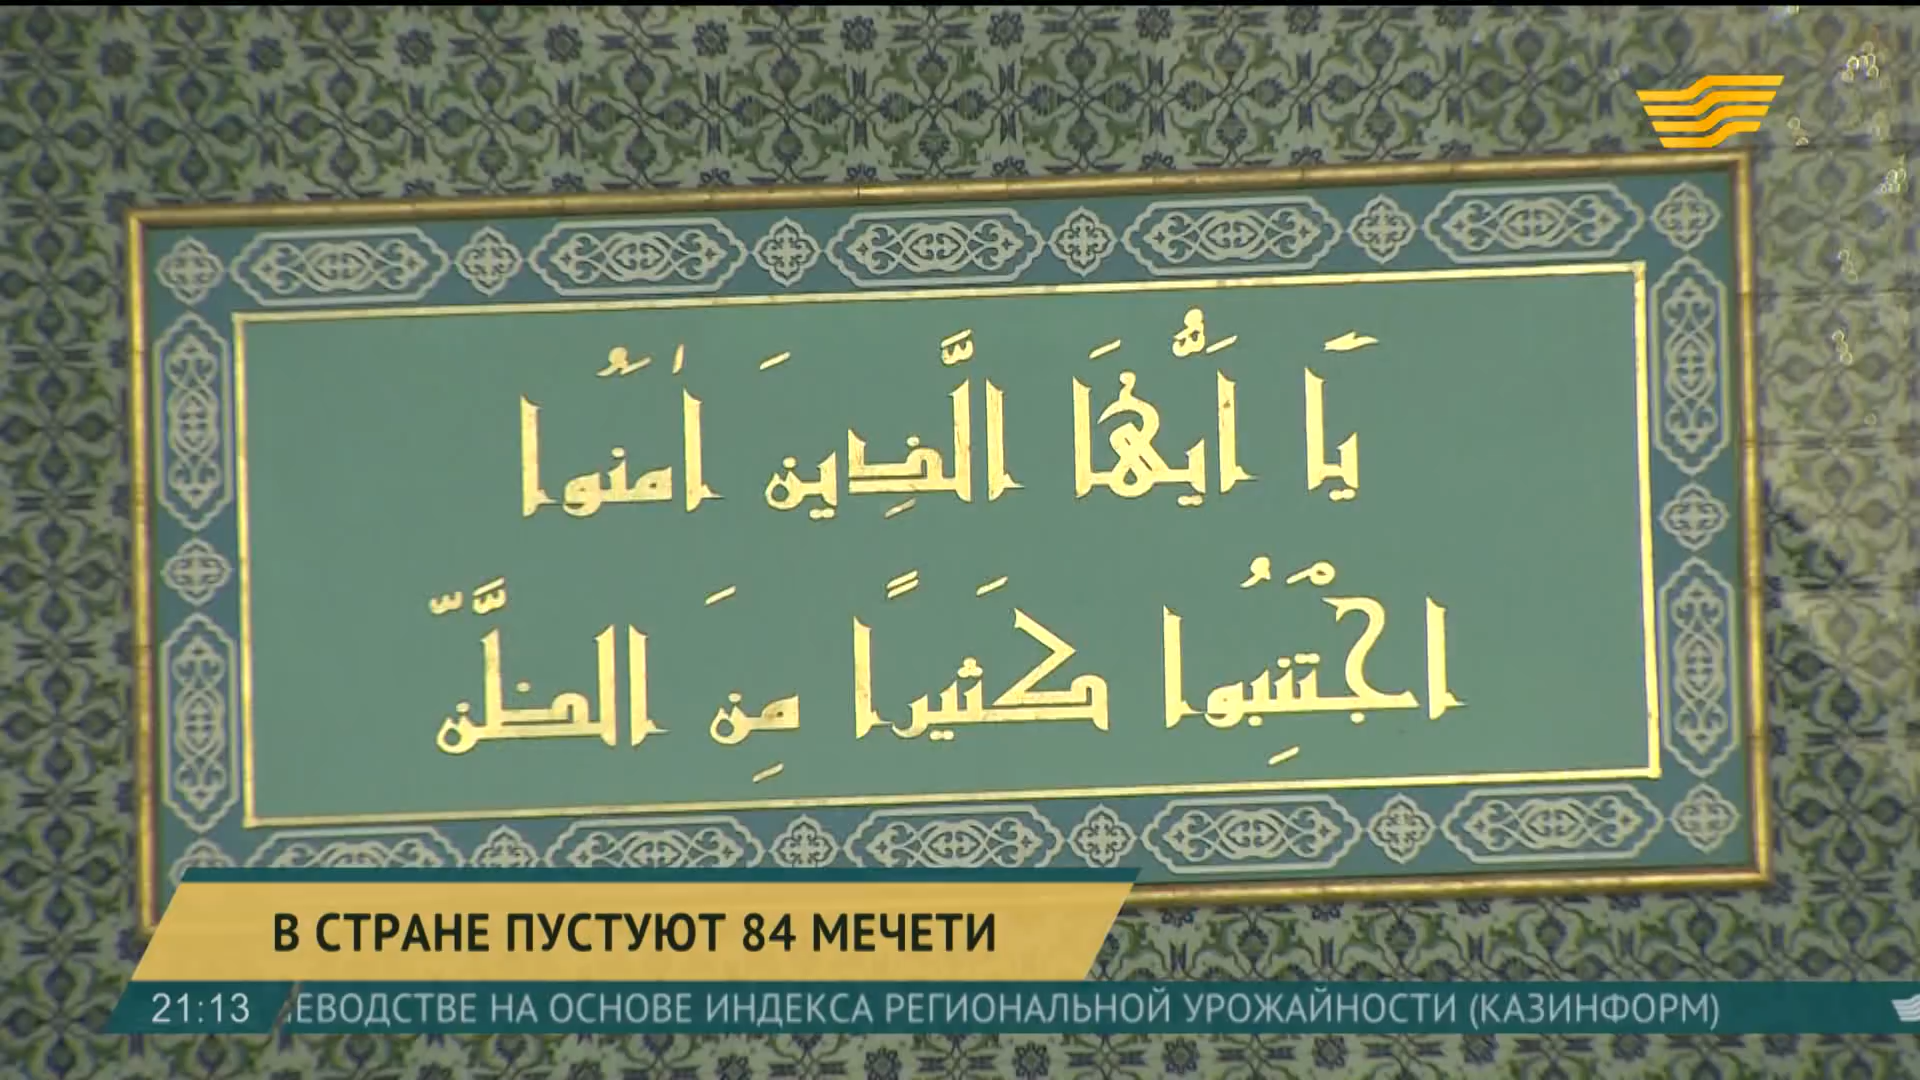 يَا اَيُّهَا الَّذِينَ اٰمَنُوا
اجْتَنِبُوا كَثِيرًا مِنَ الظَّنِّ
В СТРАНЕ ПУСТУЮТ 84 МЕЧЕТИ
21:13 ЕВОДСТВЕ НА ОСНОВЕ ИНДЕКСА РЕГИОНАЛЬНОЙ УРОЖАЙНОСТИ (КАЗИНФОРМ)